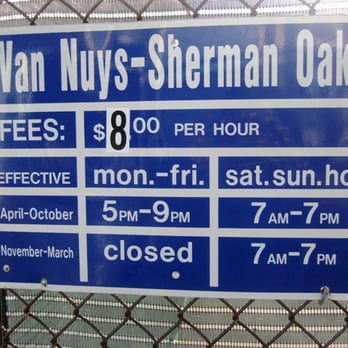 Van Nuys-Sherman Oak
FEES: $8.00 PER HOUR
EFFECTIVE mon.-fri. sat.sun.ho
April-October 5PM-9PM 7AM-7PM
November-March closed 7AM-7PM